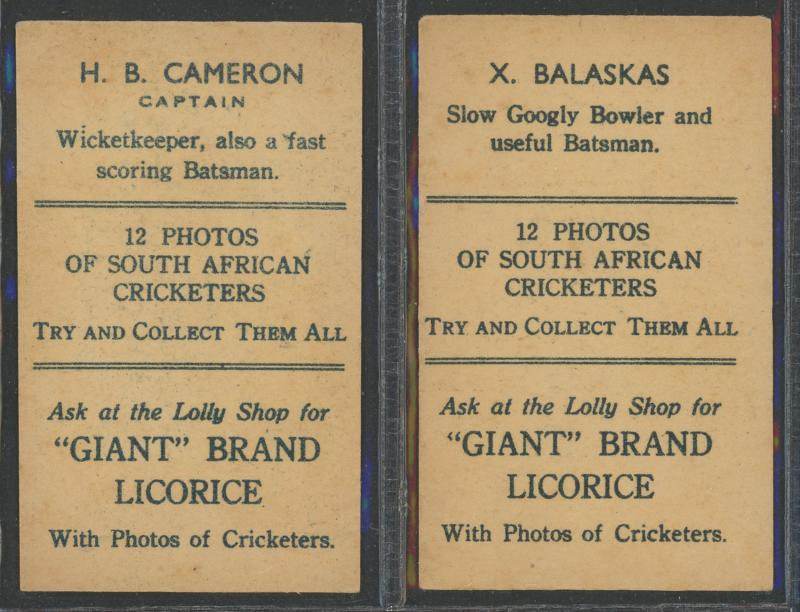 H. B. CAMERON
CAPTAIN
Wicketkeeper, also a fast
scoring Batsman.
12 PHOTOS
OF SOUTH AFRICAN
CRICKETERS
TRY AND COLLECT THEM ALL
Ask at the Lolly Shop for
"GIANT" BRAND
LICORICE
With Photos of Cricketers.
X. BALASKAS
Slow Googly Bowler and
useful Batsman.
12 PHOTOS
OF SOUTH AFRICAN
CRICKETERS
TRY AND COLLECT THEM ALL
Ask at the Lolly Shop for
"GIANT" BRAND
LICORICE
With Photos of Cricketers.